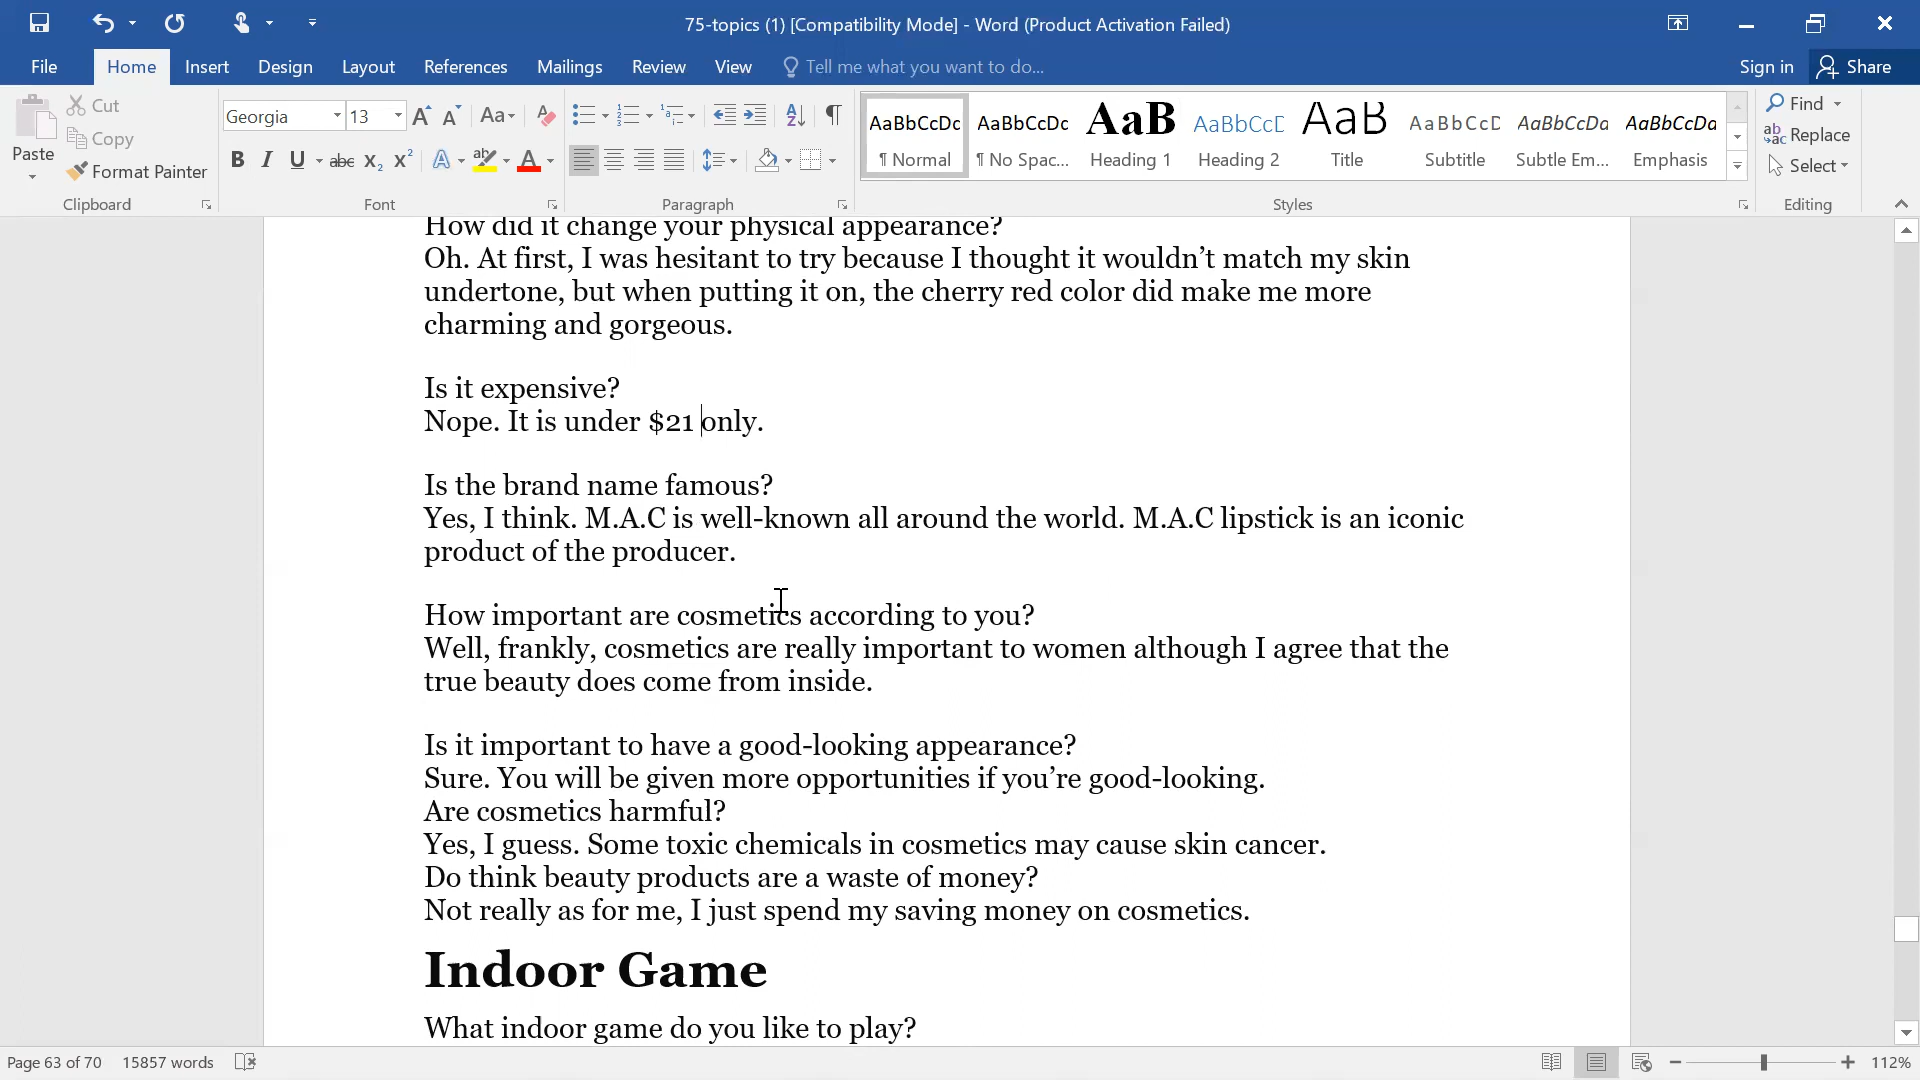 75-topics (1) [Compatibility Mode] - Word (Product Activation Failed)
File Home Insert Design Layout References Mailings Review View Tell me what you want to do... Sign in Share
Paste
Cut
Copy
Format Painter
Clipboard
Georgia 13
Font
Paragraph
AaBbCcDc AaBbCcDc AaB AaBbCcD AaB AaBbCcD AaBbCcDd AaBbCcDd
¶ Normal ¶ No Spac... Heading 1 Heading 2 Title Subtitle Subtle Em... Emphasis
Styles
Find
Replace
Select
Editing
How did it change your physical appearance?
Oh. At first, I was hesitant to try because I thought it wouldn’t match my skin
undertone, but when putting it on, the cherry red color did make me more
charming and gorgeous.
Is it expensive?
Nope. It is under $21 only.
Is the brand name famous?
Yes, I think. M.A.C is well-known all around the world. M.A.C lipstick is an iconic
product of the producer.
How important are cosmetics according to you?
Well, frankly, cosmetics are really important to women although I agree that the
true beauty does come from inside.
Is it important to have a good-looking appearance?
Sure. You will be given more opportunities if you’re good-looking.
Are cosmetics harmful?
Yes, I guess. Some toxic chemicals in cosmetics may cause skin cancer.
Do think beauty products are a waste of money?
Not really as for me, I just spend my saving money on cosmetics.
Indoor Game
What indoor game do you like to play?
Page 63 of 70 15857 words 112%